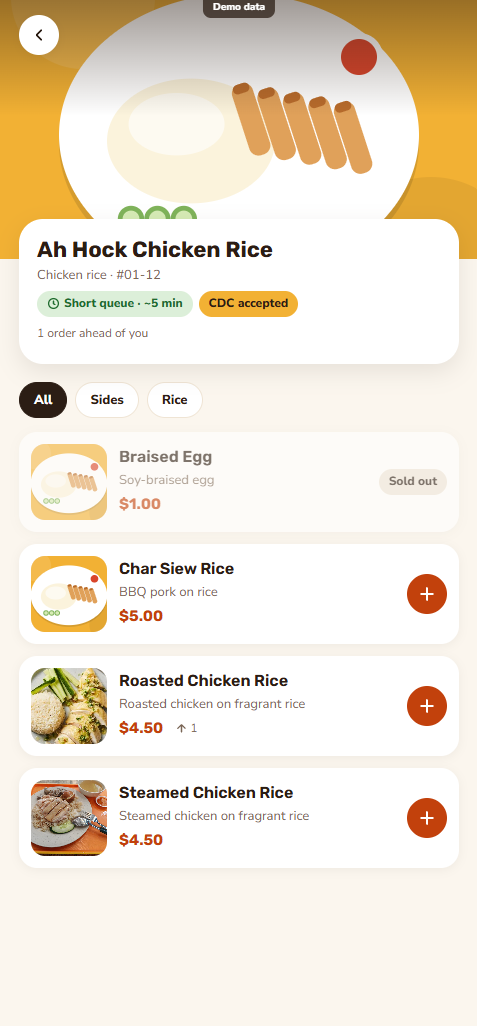 Demo data
Ah Hock Chicken Rice
Chicken rice · #01-12
Short queue · ~5 min
CDC accepted
1 order ahead of you
All
Sides
Rice
Braised Egg
Soy-braised egg
$1.00
Sold out
Char Siew Rice
BBQ pork on rice
$5.00
Roasted Chicken Rice
Roasted chicken on fragrant rice
$4.50 ↑ 1
Steamed Chicken Rice
Steamed chicken on fragrant rice
$4.50